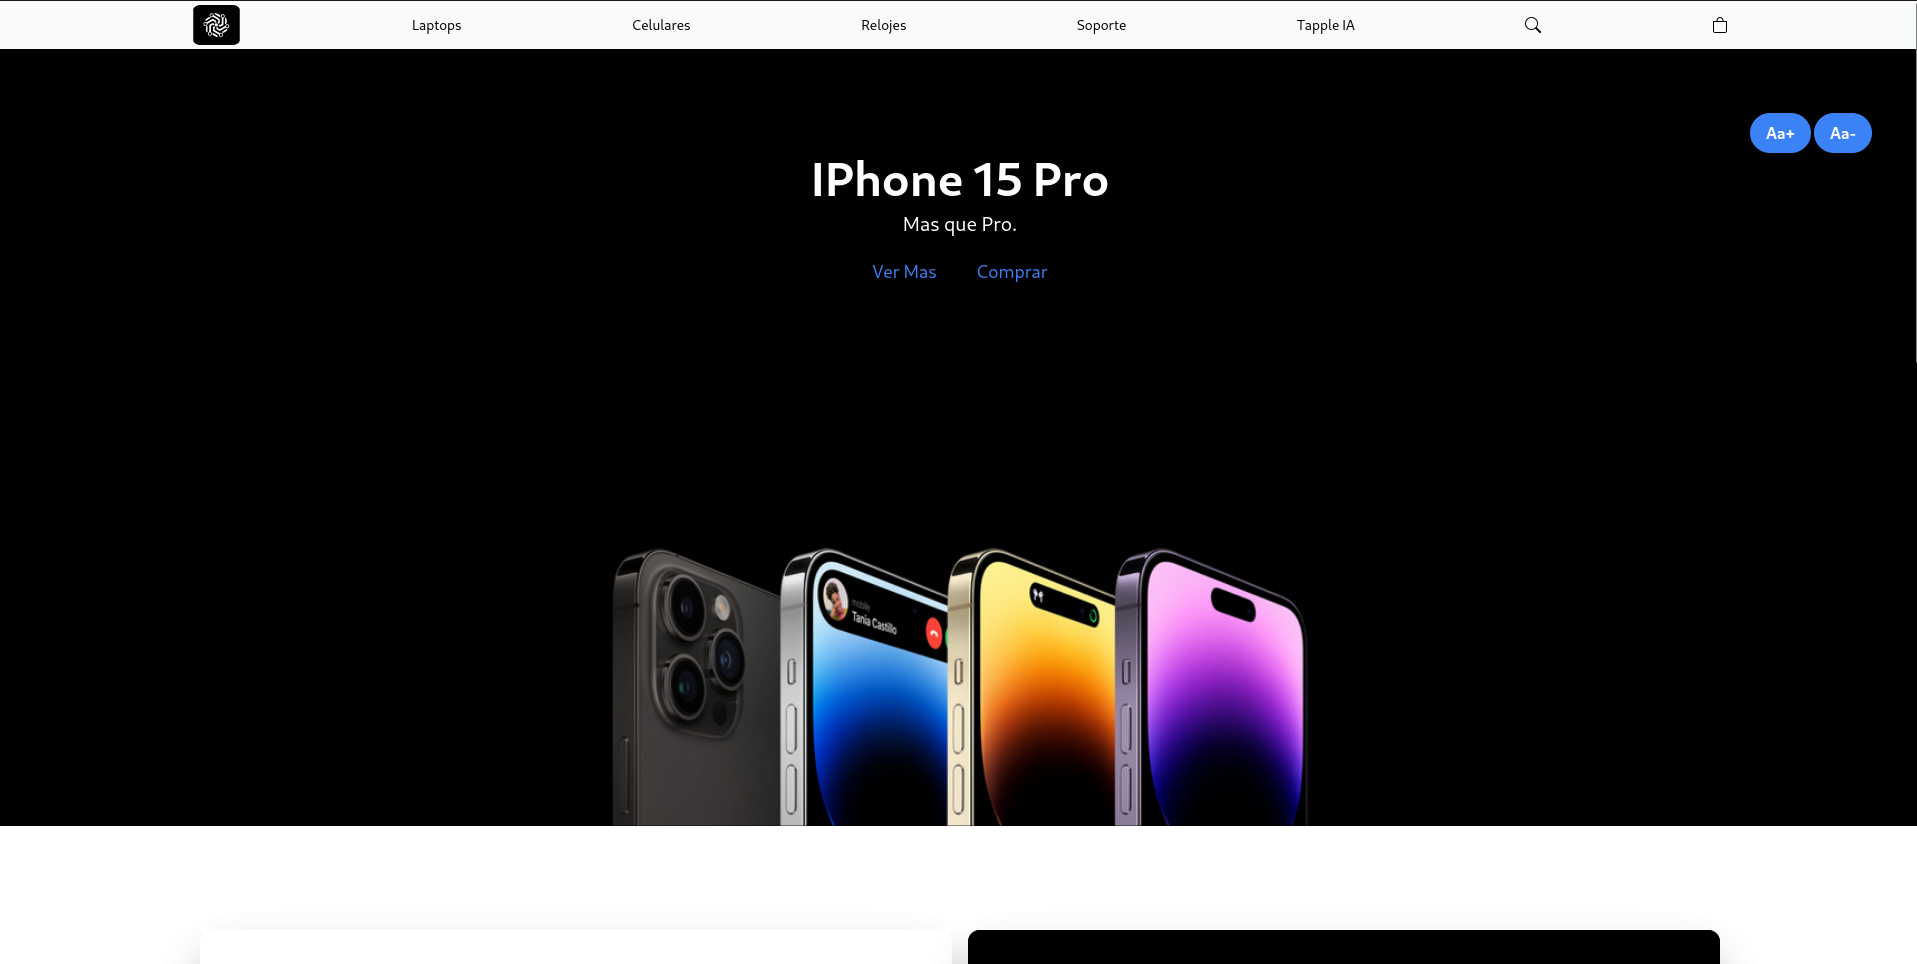 Laptops Celulares Relojes Soporte Tapple IA
Aa+ Aa-
IPhone 15 Pro
Mas que Pro.
Ver Mas Comprar
mobile
Tania Castillo